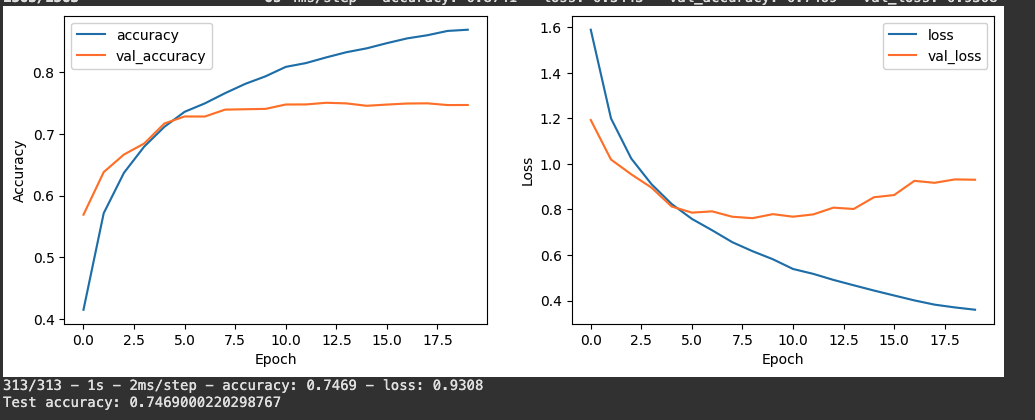 accuracy
val_accuracy
0.8
0.7
0.6
0.5
0.4
Accuracy
0.0 2.5 5.0 7.5 10.0 12.5 15.0 17.5
Epoch
loss
val_loss
1.6
1.4
1.2
1.0
0.8
0.6
0.4
Loss
0.0 2.5 5.0 7.5 10.0 12.5 15.0 17.5
Epoch
313/313 - 1s - 2ms/step - accuracy: 0.7469 - loss: 0.9308
Test accuracy: 0.7469000220298767